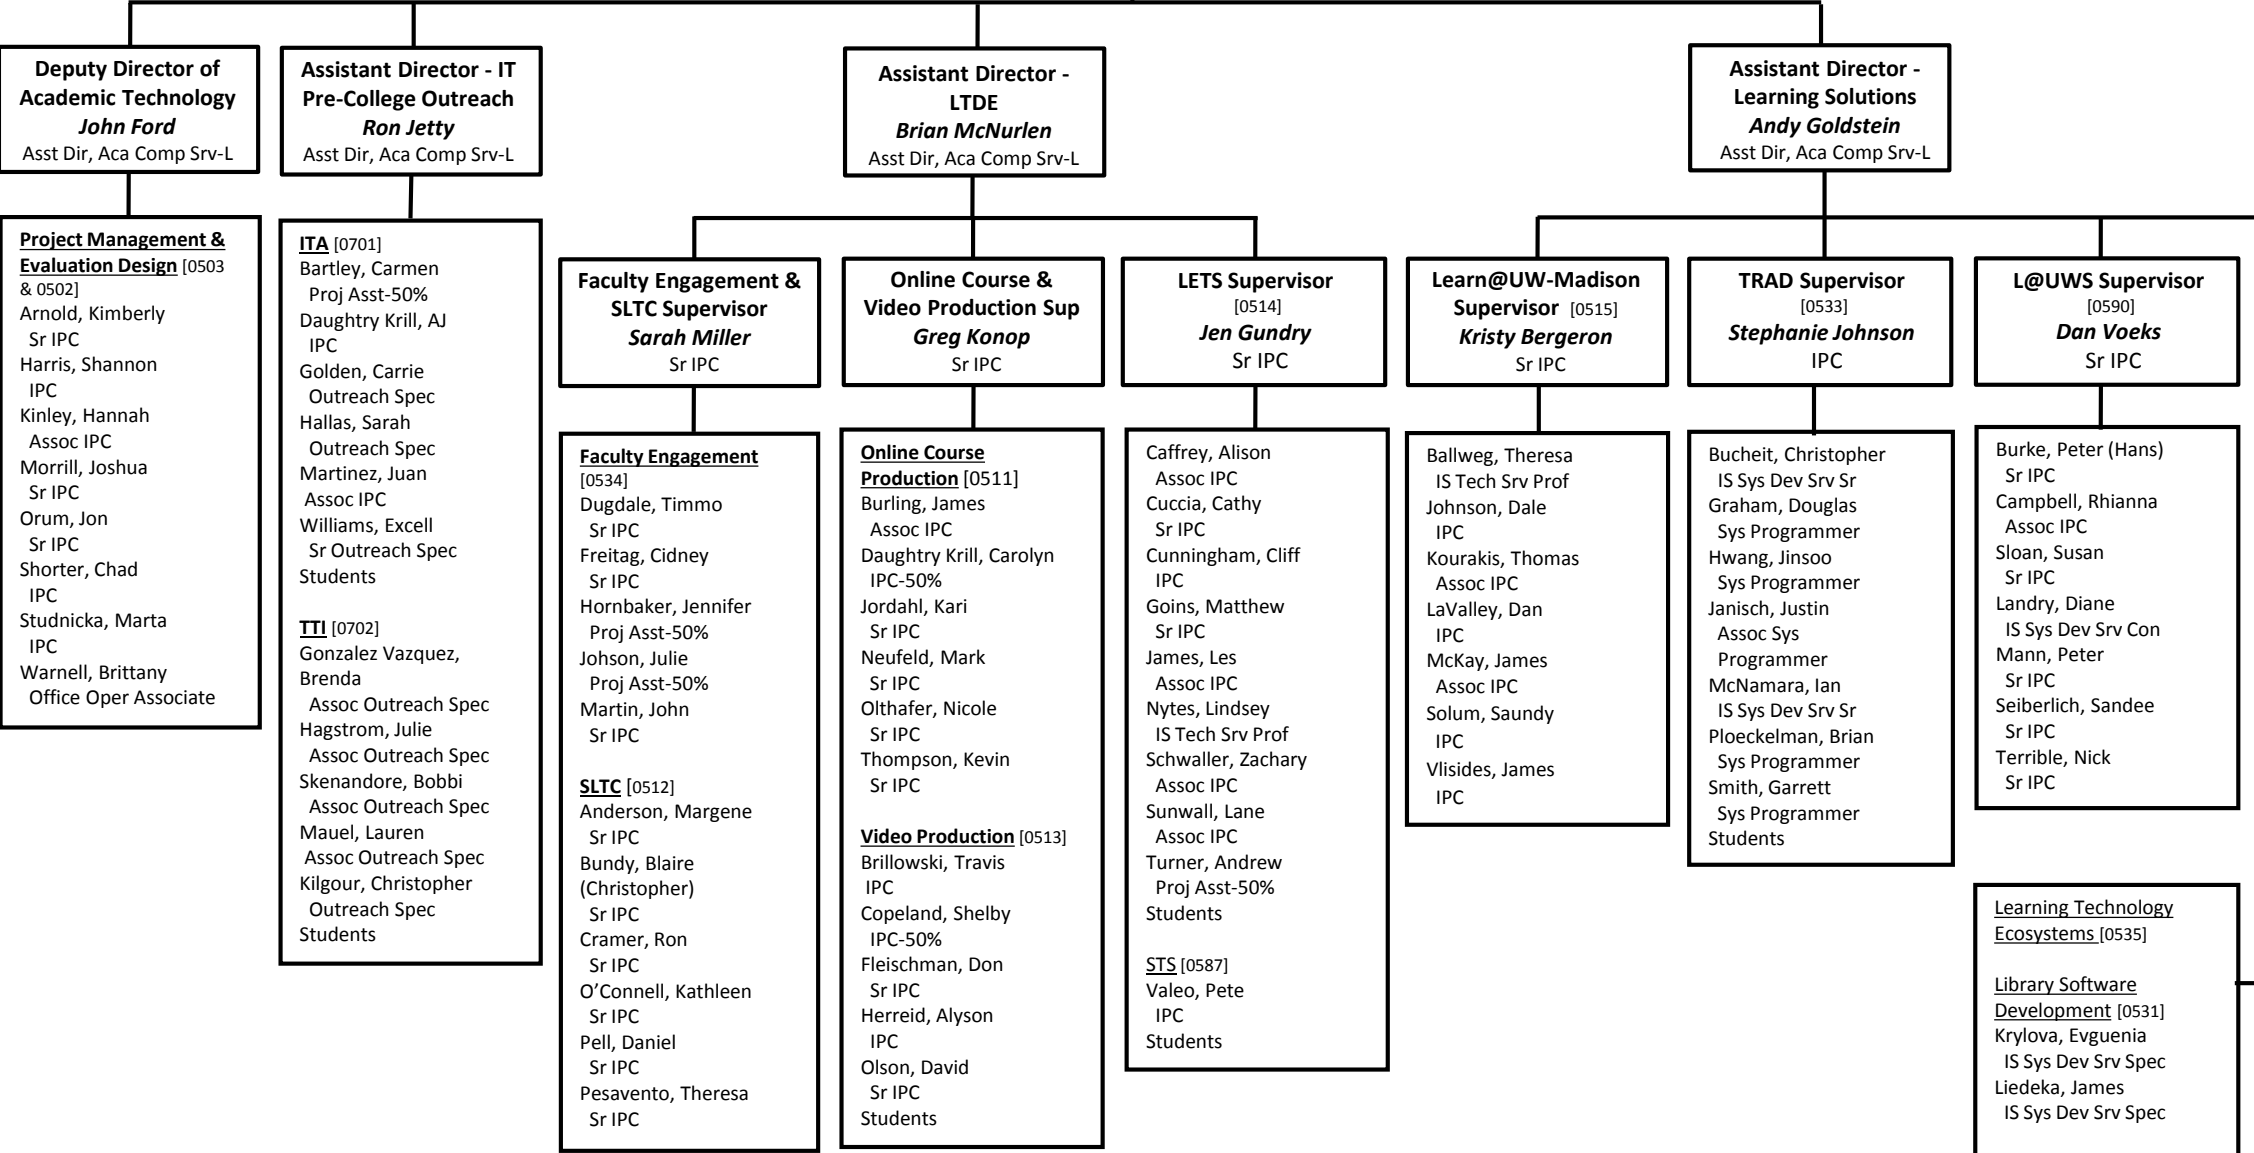 Deputy Director of
Academic Technology
John Ford
Asst Dir, Aca Comp Srv-L
Assistant Director - IT
Pre-College Outreach
Ron Jetty
Asst Dir, Aca Comp Srv-L
Assistant Director -
LTDE
Brian McNurlen
Asst Dir, Aca Comp Srv-L
Assistant Director -
Learning Solutions
Andy Goldstein
Asst Dir, Aca Comp Srv-L
Project Management &
Evaluation Design [0503
& 0502]
Arnold, Kimberly
Sr IPC
Harris, Shannon
IPC
Kinley, Hannah
Assoc IPC
Morrill, Joshua
Sr IPC
Orum, Jon
Sr IPC
Shorter, Chad
IPC
Studnicka, Marta
IPC
Warnell, Brittany
Office Oper Associate
ITA [0701]
Bartley, Carmen
Proj Asst-50%
Daughtry Krill, AJ
IPC
Golden, Carrie
Outreach Spec
Hallas, Sarah
Outreach Spec
Martinez, Juan
Assoc IPC
Williams, Excell
Sr Outreach Spec
Students
TTI [0702]
Gonzalez Vazquez,
Brenda
Assoc Outreach Spec
Hagstrom, Julie
Assoc Outreach Spec
Skenandore, Bobbi
Assoc Outreach Spec
Mauel, Lauren
Assoc Outreach Spec
Kilgour, Christopher
Outreach Spec
Students
Faculty Engagement &
SLTC Supervisor
Sarah Miller
Sr IPC
Faculty Engagement
[0534]
Dugdale, Timmo
Sr IPC
Freitag, Cidney
Sr IPC
Hornbaker, Jennifer
Proj Asst-50%
Johson, Julie
Proj Asst-50%
Martin, John
Sr IPC
SLTC [0512]
Anderson, Margene
Sr IPC
Bundy, Blaire
(Christopher)
Sr IPC
Cramer, Ron
Sr IPC
O’Connell, Kathleen
Sr IPC
Pell, Daniel
Sr IPC
Pesavento, Theresa
Sr IPC
Online Course &
Video Production Sup
Greg Konop
Sr IPC
Online Course
Production [0511]
Burling, James
Assoc IPC
Daughtry Krill, Carolyn
IPC-50%
Jordahl, Kari
Sr IPC
Neufeld, Mark
Sr IPC
Olthafer, Nicole
Sr IPC
Thompson, Kevin
Sr IPC
Video Production [0513]
Brillowski, Travis
IPC
Copeland, Shelby
IPC-50%
Fleischman, Don
Sr IPC
Herreid, Alyson
IPC
Olson, David
Sr IPC
Students
LETS Supervisor
[0514]
Jen Gundry
Sr IPC
Caffrey, Alison
Assoc IPC
Cuccia, Cathy
Sr IPC
Cunningham, Cliff
IPC
Goins, Matthew
Sr IPC
James, Les
Assoc IPC
Nytes, Lindsey
IS Tech Srv Prof
Schwaller, Zachary
Assoc IPC
Sunwall, Lane
Assoc IPC
Turner, Andrew
Proj Asst-50%
Students
STS [0587]
Valeo, Pete
IPC
Students
Learn@UW-Madison
Supervisor [0515]
Kristy Bergeron
Sr IPC
Ballweg, Theresa
IS Tech Srv Prof
Johnson, Dale
IPC
Kourakis, Thomas
Assoc IPC
LaValley, Dan
IPC
McKay, James
Assoc IPC
Solum, Saundy
IPC
Vlisides, James
IPC
TRAD Supervisor
[0533]
Stephanie Johnson
IPC
Bucheit, Christopher
IS Sys Dev Srv Sr
Graham, Douglas
Sys Programmer
Hwang, Jinsoo
Sys Programmer
Janisch, Justin
Assoc Sys
Programmer
McNamara, Ian
IS Sys Dev Srv Sr
Ploeckelman, Brian
Sys Programmer
Smith, Garrett
Sys Programmer
Students
L@UWS Supervisor
[0590]
Dan Voeks
Sr IPC
Burke, Peter (Hans)
Sr IPC
Campbell, Rhianna
Assoc IPC
Sloan, Susan
Sr IPC
Landry, Diane
IS Sys Dev Srv Con
Mann, Peter
Sr IPC
Seiberlich, Sandee
Sr IPC
Terrible, Nick
Sr IPC
Learning Technology
Ecosystems [0535]
Library Software
Development [0531]
Krylova, Evguenia
IS Sys Dev Srv Spec
Liedeka, James
IS Sys Dev Srv Spec